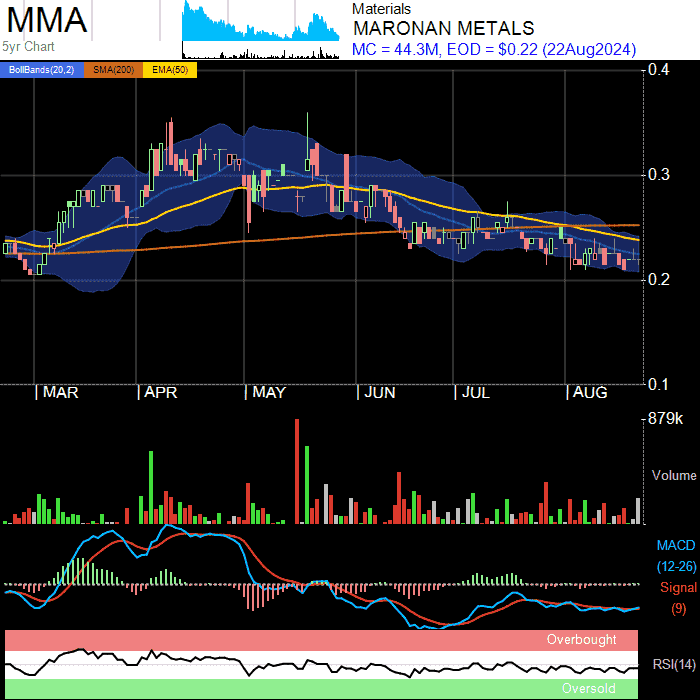 MMA
5yr Chart
Materials
MARONAN METALS
MC = 44.3M, EOD = $0.22 (22Aug2024)
BollBands(20,2) SMA(200) EMA(50)
0.4
0.3
0.2
0.1
MAR APR MAY JUN JUL AUG
879k
Volume
MACD
(12-26)
Signal
(9)
Overbought
RSI(14)
Oversold